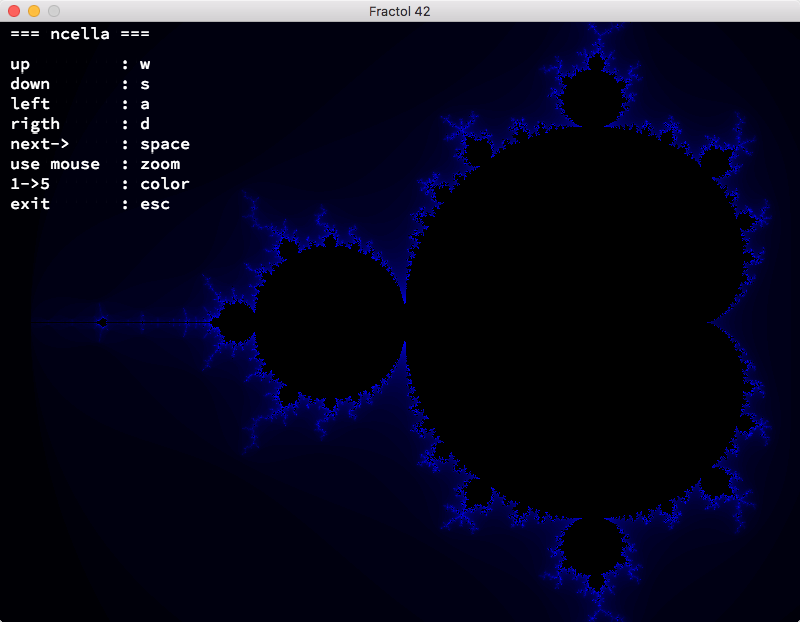 Fractol 42
=== ncella ===
up : w
down : s
left : a
rigth : d
next-> : space
use mouse : zoom
1->5 : color
exit : esc